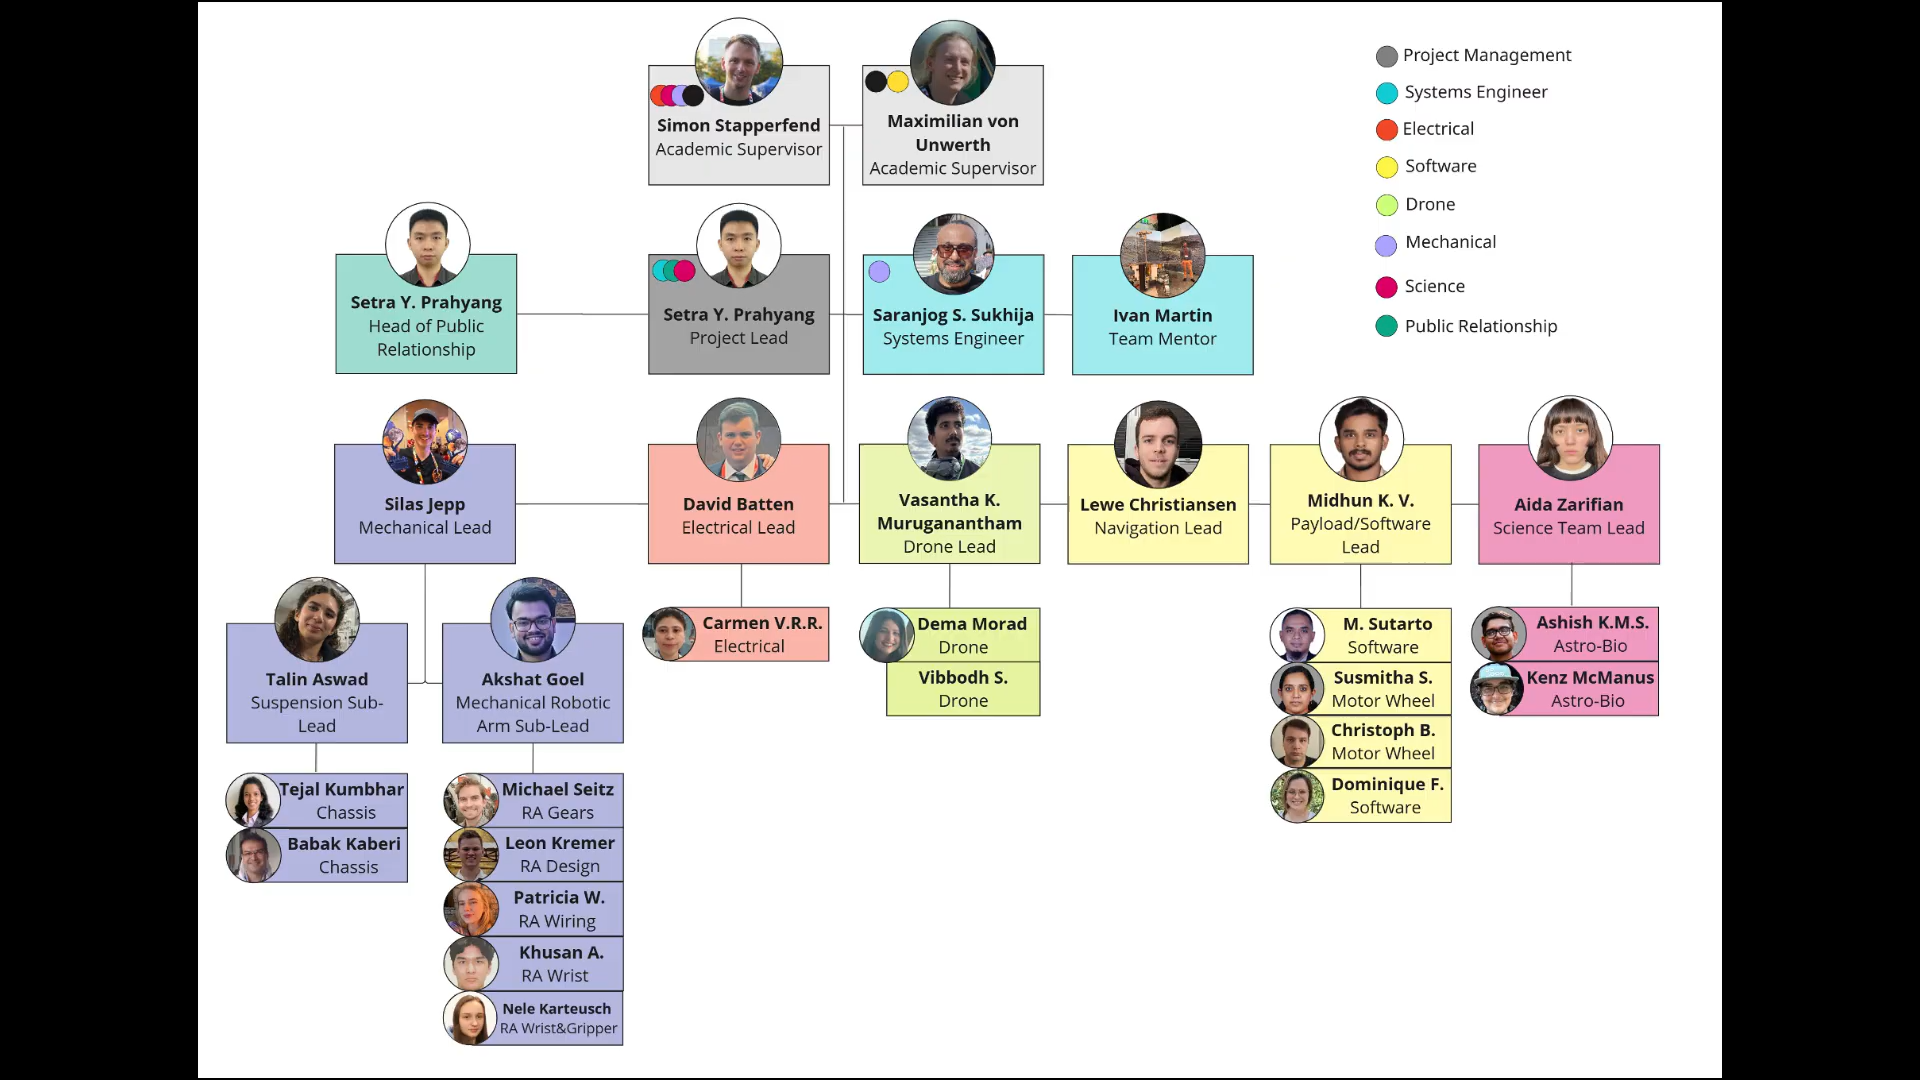 Simon Stapperfend
Academic Supervisor
Maximilian von
Unwerth
Academic Supervisor
Project Management
Systems Engineer
Electrical
Software
Drone
Mechanical
Science
Public Relationship
Setra Y. Prahyang
Head of Public
Relationship
Setra Y. Prahyang
Project Lead
Saranjog S. Sukhija
Systems Engineer
Ivan Martin
Team Mentor
Silas Jepp
Mechanical Lead
David Batten
Electrical Lead
Vasantha K.
Muruganantham
Drone Lead
Lewe Christiansen
Navigation Lead
Midhun K. V.
Payload/Software
Lead
Aida Zarifian
Science Team Lead
Talin Aswad
Suspension Sub-
Lead
Akshat Goel
Mechanical Robotic
Arm Sub-Lead
Carmen V.R.R.
Electrical
Dema Morad
Drone
Vibbodh S.
Drone
M. Sutarto
Software
Susmitha S.
Motor Wheel
Christoph B.
Motor Wheel
Dominique F.
Software
Ashish K.M.S.
Astro-Bio
Kenz McManus
Astro-Bio
Tejal Kumbhar
Chassis
Babak Kaberi
Chassis
Michael Seitz
RA Gears
Leon Kremer
RA Design
Patricia W.
RA Wiring
Khusan A.
RA Wrist
Nele Karteusch
RA Wrist&Gripper